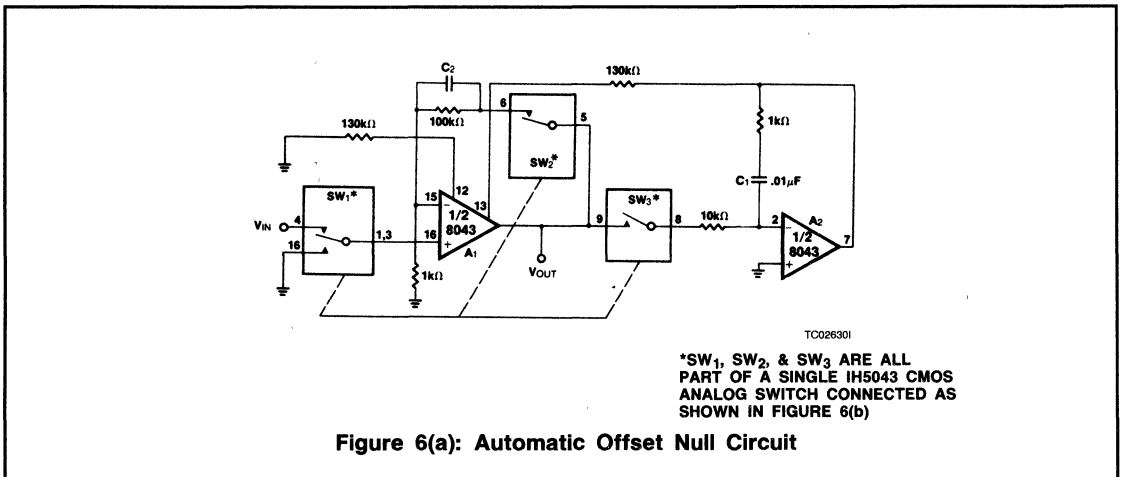 C₂
130kΩ
6
100kΩ
5
130kΩ
1kΩ
SW₂*
12
C₁
.01μF
SW₁*
15
13
SW₃*
-
1/2
8043
VIN
4
16
1,3
16
+
A₁
9
8
10kΩ
2
-
A₂
1/2
8043
7
+
1kΩ
VOUT
TC02630I
*SW₁, SW₂, & SW₃ ARE ALL
PART OF A SINGLE IH5043 CMOS
ANALOG SWITCH CONNECTED AS
SHOWN IN FIGURE 6(b)
Figure 6(a): Automatic Offset Null Circuit